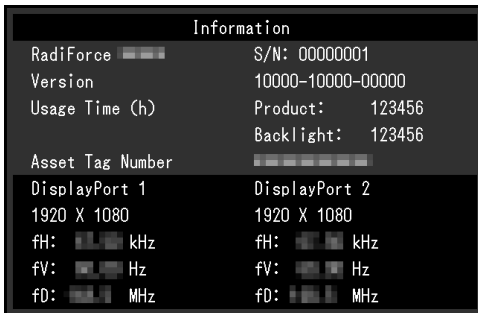 Information
RadiForce
S/N: 00000001
Version
10000-10000-00000
Usage Time (h)
Product: 123456
Backlight: 123456
Asset Tag Number
DisplayPort 1
DisplayPort 2
1920 X 1080
1920 X 1080
fH: kHz
fH: kHz
fV: Hz
fV: Hz
fD: MHz
fD: MHz